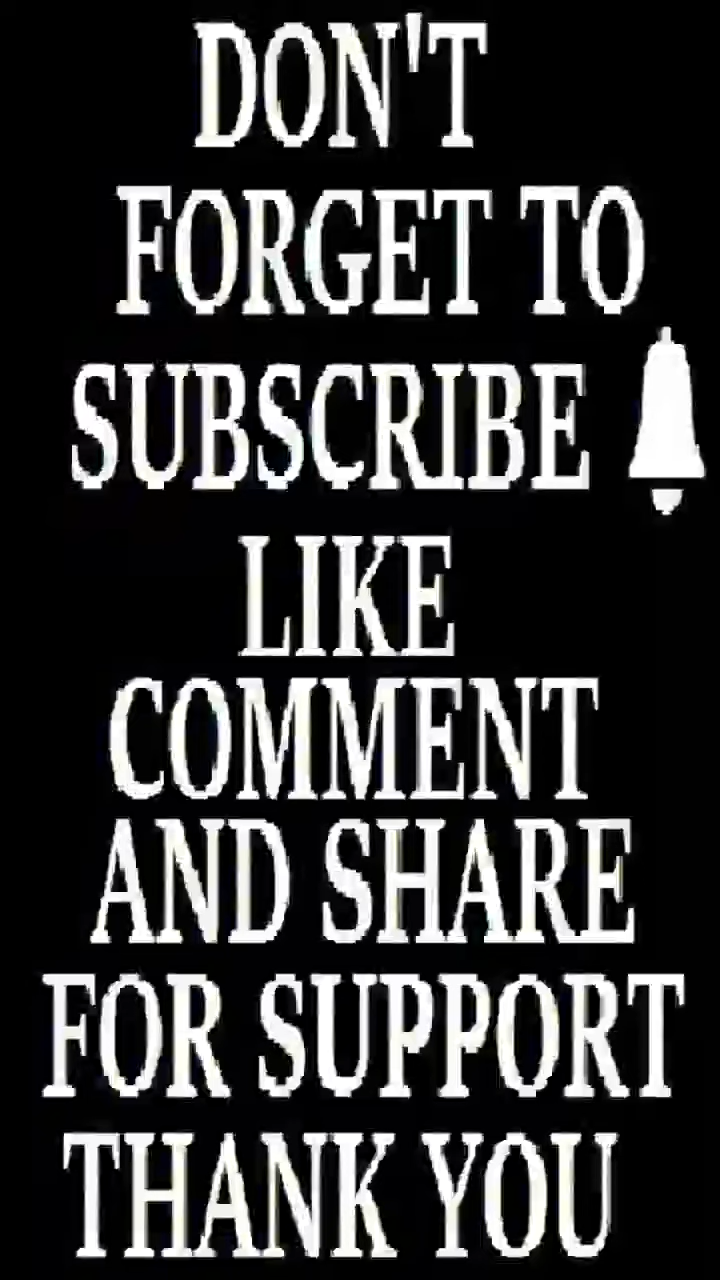 DON'T
FORGET TO
SUBSCRIBE
LIKE
COMMENT
AND SHARE
FOR SUPPORT
THANK YOU